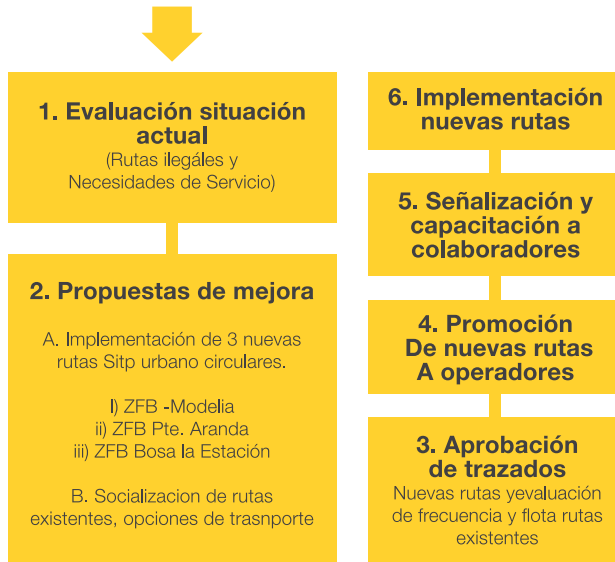 1. Evaluación situación
actual
(Rutas ilegáles y
Necesidades de Servicio)
2. Propuestas de mejora
A. Implementación de 3 nuevas
rutas Sitp urbano circulares.
I) ZFB -Modelia
ii) ZFB Pte. Aranda
iii) ZFB Bosa la Estación
B. Socializacion de rutas
existentes, opciones de trasnporte
6. Implementación
nuevas rutas
5. Señalización y
capacitación a
colaboradores
4. Promoción
De nuevas rutas
A operadores
3. Aprobación
de trazados
Nuevas rutas yevaluación
de frecuencia y flota rutas
existentes